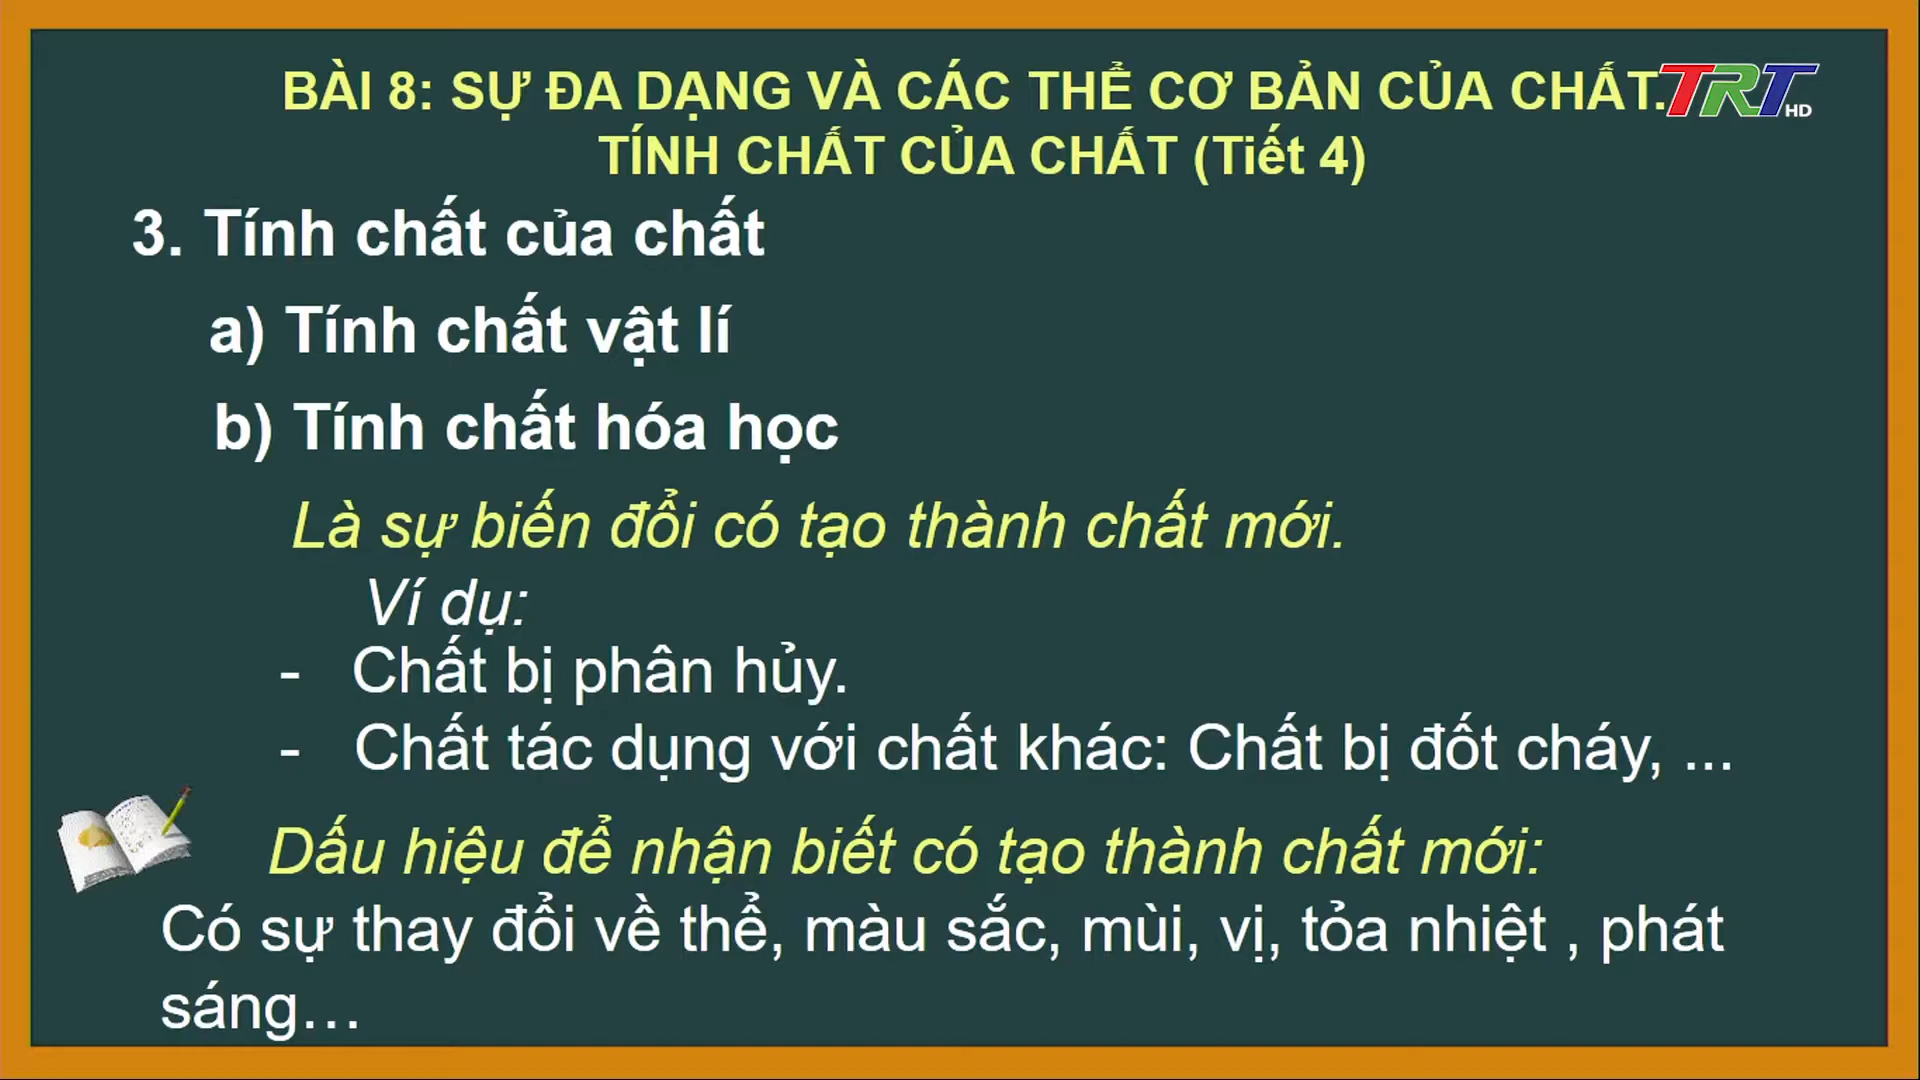 BÀI 8: SỰ ĐA DẠNG VÀ CÁC THỂ CƠ BẢN CỦA CHẤT.
TRT HD
TÍNH CHẤT CỦA CHẤT (Tiết 4)
3. Tính chất của chất
a) Tính chất vật lí
b) Tính chất hóa học
Là sự biến đổi có tạo thành chất mới.
Ví dụ:
- Chất bị phân hủy.
- Chất tác dụng với chất khác: Chất bị đốt cháy, ...
Dấu hiệu để nhận biết có tạo thành chất mới:
Có sự thay đổi về thể, màu sắc, mùi, vị, tỏa nhiệt , phát
sáng…